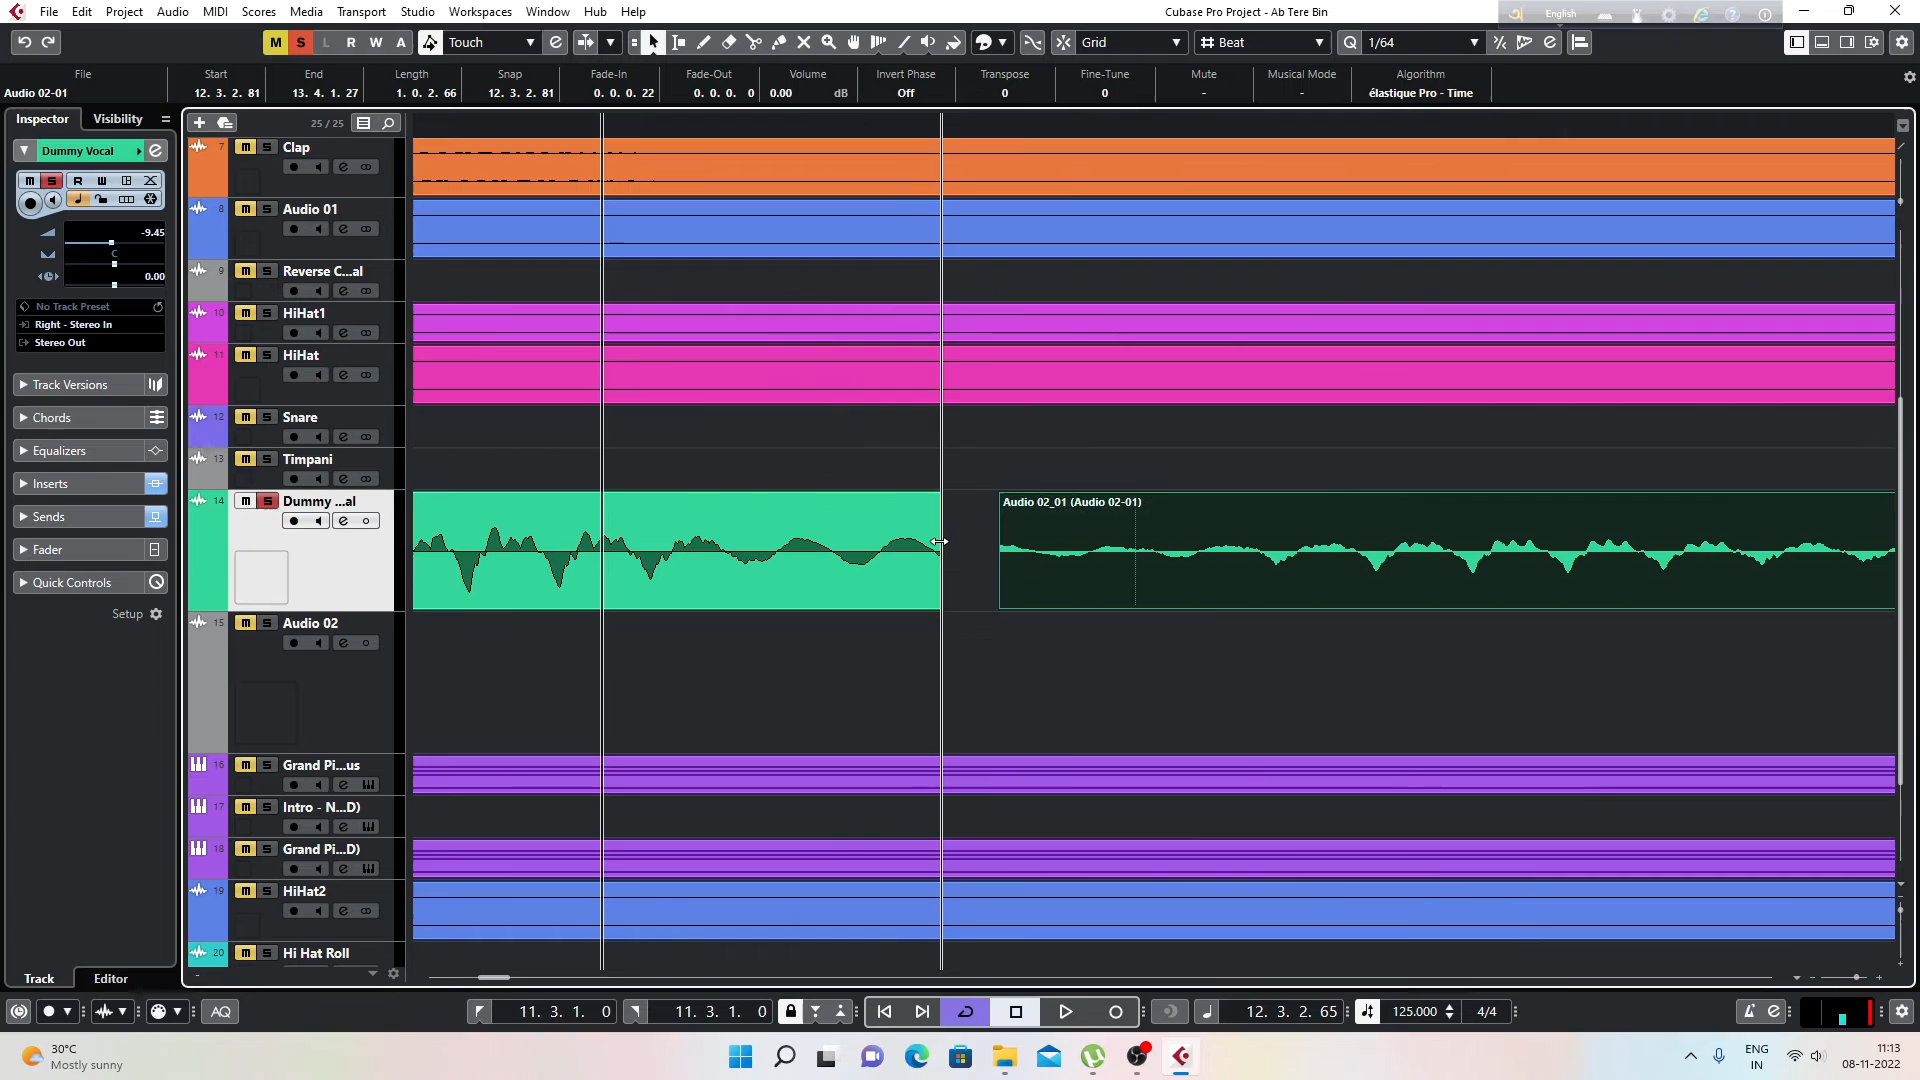 File Edit Project Audio MIDI Scores Media Transport Studio Workspaces Window Hub Help
Cubase Pro Project - Ab Tere Bin
English
M S L R W A Touch Grid Beat Q 1/64
File Start End Length Snap Fade-In Fade-Out Volume Invert Phase Transpose Fine-Tune Mute Musical Mode Algorithm
Audio 02-01 12. 3. 2. 81 13. 4. 1. 27 1. 0. 2. 66 12. 3. 2. 81 0. 0. 0. 22 0. 0. 0. 0 0.00 dB Off 0 0 - - élastique Pro - Time
Inspector Visibility
25 / 25
Dummy Vocal
M S R W
-9.45
C
0.00
No Track Preset
Right - Stereo In
Stereo Out
Track Versions
Chords
Equalizers
Inserts
Sends
Fader
Quick Controls
Setup
7 M S Clap
8 M S Audio 01
9 M S Reverse C...al
10 M S HiHat1
11 M S HiHat
12 M S Snare
13 M S Timpani
14 M S Dummy ...al
Audio 02_01 (Audio 02-01)
15 M S Audio 02
16 M S Grand Pi...us
17 M S Intro - N...D)
18 M S Grand Pi...D)
19 M S HiHat2
20 M S Hi Hat Roll
Track Editor
AQ 11. 3. 1. 0 11. 3. 1. 0 12. 3. 2. 65 125.000 4/4
30°C
Mostly sunny
ENG
IN
11:13
08-11-2022